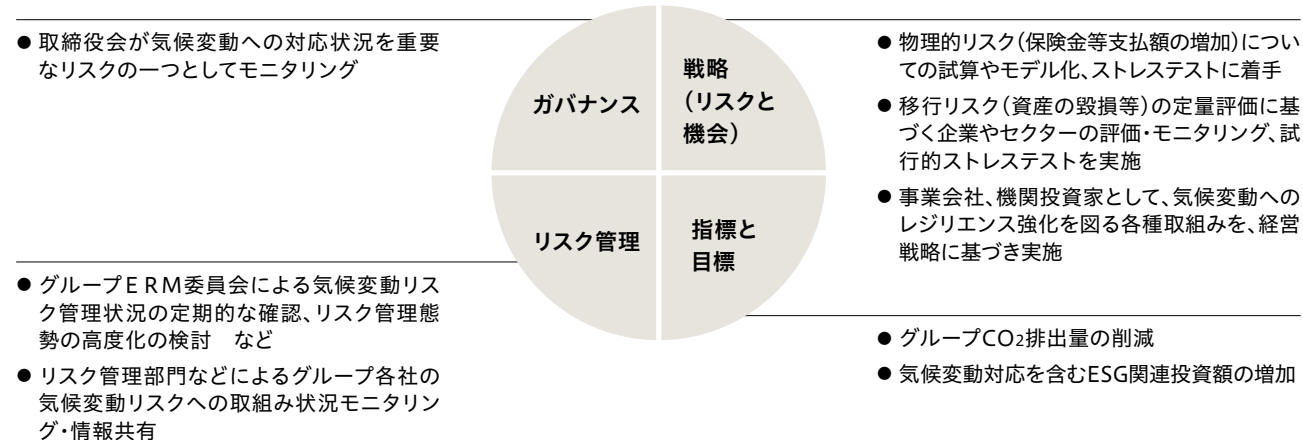 ● 取締役会が気候変動への対応状況を重要
なリスクの一つとしてモニタリング
ガバナンス
戦略
（リスクと
機会）
● 物理的リスク（保険金等支払額の増加）につい
ての試算やモデル化、ストレステストに着手
● 移行リスク（資産の毀損等）の定量評価に基
づく企業やセクターの評価・モニタリング、試
行的ストレステストを実施
● 事業会社、機関投資家として、気候変動への
レジリエンス強化を図る各種取組みを、経営
戦略に基づき実施
リスク管理
指標と
目標
● グループＥＲＭ委員会による気候変動リス
ク管理状況の定期的な確認、リスク管理態
勢の高度化の検討　など
● リスク管理部門などによるグループ各社の
気候変動リスクへの取組み状況モニタリン
グ・情報共有
● グループCO2排出量の削減
● 気候変動対応を含むESG関連投資額の増加